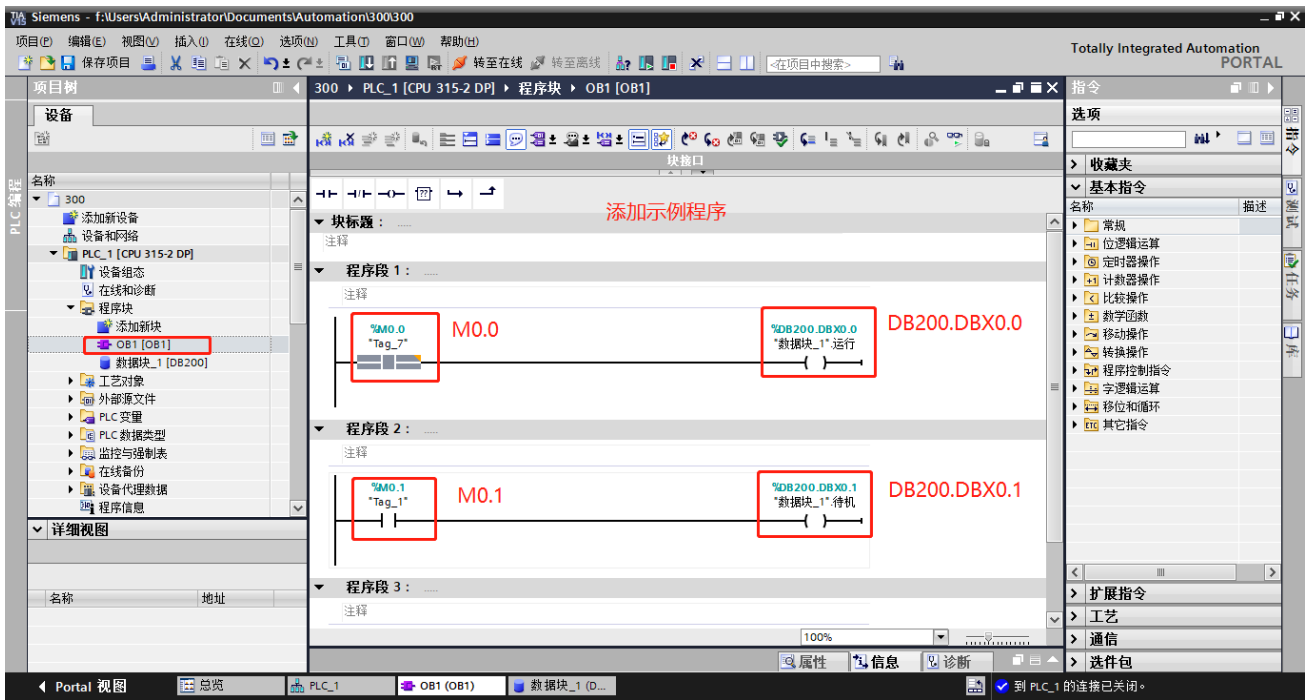 Siemens - f:\Users\Administrator\Documents\Automation\300\300
项目(P) 编辑(E) 视图(V) 插入(I) 在线(O) 选项(N) 工具(T) 窗口(W) 帮助(H)
Totally Integrated Automation
PORTAL
保存项目 转至在线 转至离线 <在项目中搜索>
项目树
设备
名称
300
添加新设备
设备和网络
PLC_1 [CPU 315-2 DP]
设备组态
在线和诊断
程序块
添加新块
OB1 [OB1]
数据块_1 [DB200]
工艺对象
外部源文件
PLC 变量
PLC 数据类型
监控与强制表
在线备份
设备代理数据
程序信息
详细视图
名称 地址
PLC 编程
300 PLC_1 [CPU 315-2 DP] 程序块 OB1 [OB1]
块接口
添加示例程序
块标题： .....
注释
程序段 1： .....
注释
%M0.0
"Tag_7"
M0.0
%DB200.DBX0.0
"数据块_1".运行
DB200.DBX0.0
程序段 2： .....
注释
%M0.1
"Tag_1"
M0.1
%DB200.DBX0.1
"数据块_1".待机
DB200.DBX0.1
程序段 3： .....
注释
100%
属性 信息 诊断
指令
选项
收藏夹
基本指令
名称 描述
常规
位逻辑运算
定时器操作
计数器操作
比较操作
数学函数
移动操作
转换操作
程序控制指令
字逻辑运算
移位和循环
其它指令
扩展指令
工艺
通信
选件包
指令
测试
任务
库
Portal 视图 总览 PLC_1 OB1 (OB1) 数据块_1 (D... 到 PLC_1 的连接已关闭。